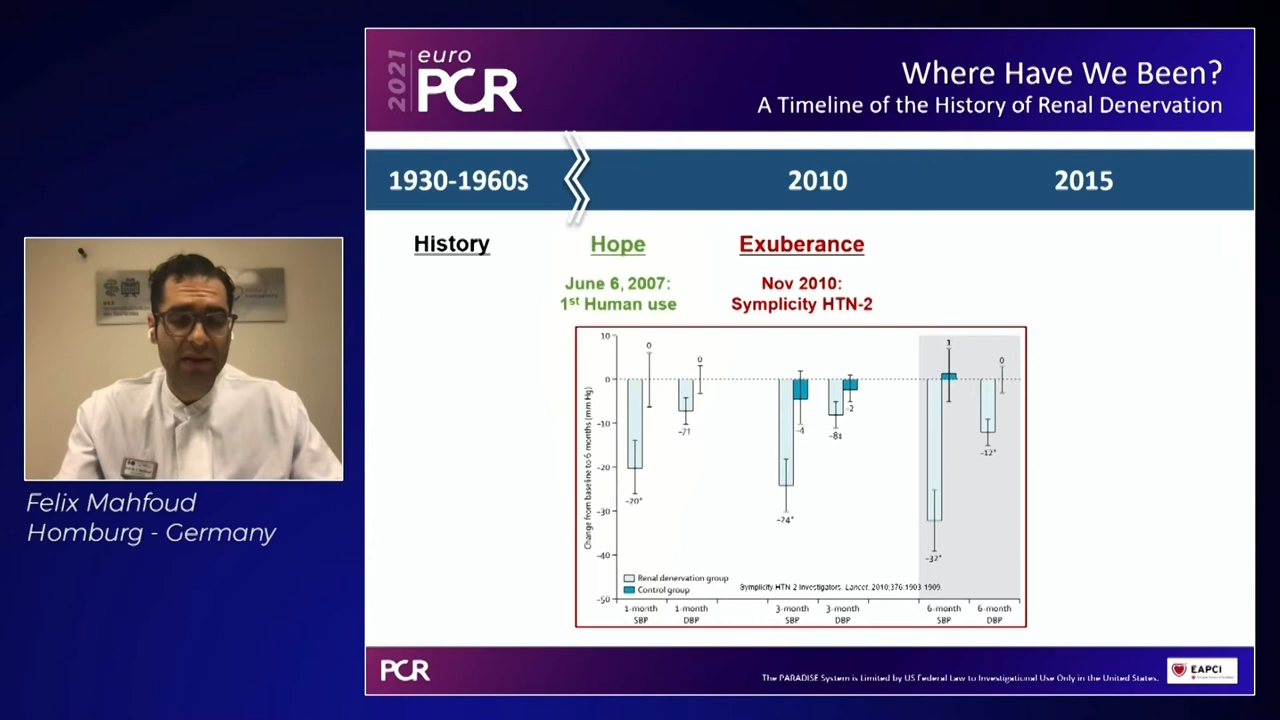 2021 euro
PCR
Where Have We Been?
A Timeline of the History of Renal Denervation
1930-1960s
2010
2015
History
Hope
Exuberance
June 6, 2007:
1st Human use
Nov 2010:
Symplicity HTN-2
Change from baseline to 6 months (mm Hg)
10
0
-10
-20
-30
-40
-50
0
-20*
0
-7†
-24*
-4
-8‡
-2
1
-32*
0
-12*
Renal denervation group
Control group
Symplicity HTN-2 Investigators. Lancet. 2010;376:1903-1909.
1-month
SBP
1-month
DBP
3-month
SBP
3-month
DBP
6-month
SBP
6-month
DBP
Felix Mahfoud
Homburg - Germany
PCR
The PARADISE System is Limited by US Federal Law to Investigational Use Only in the United States.
EAPCI